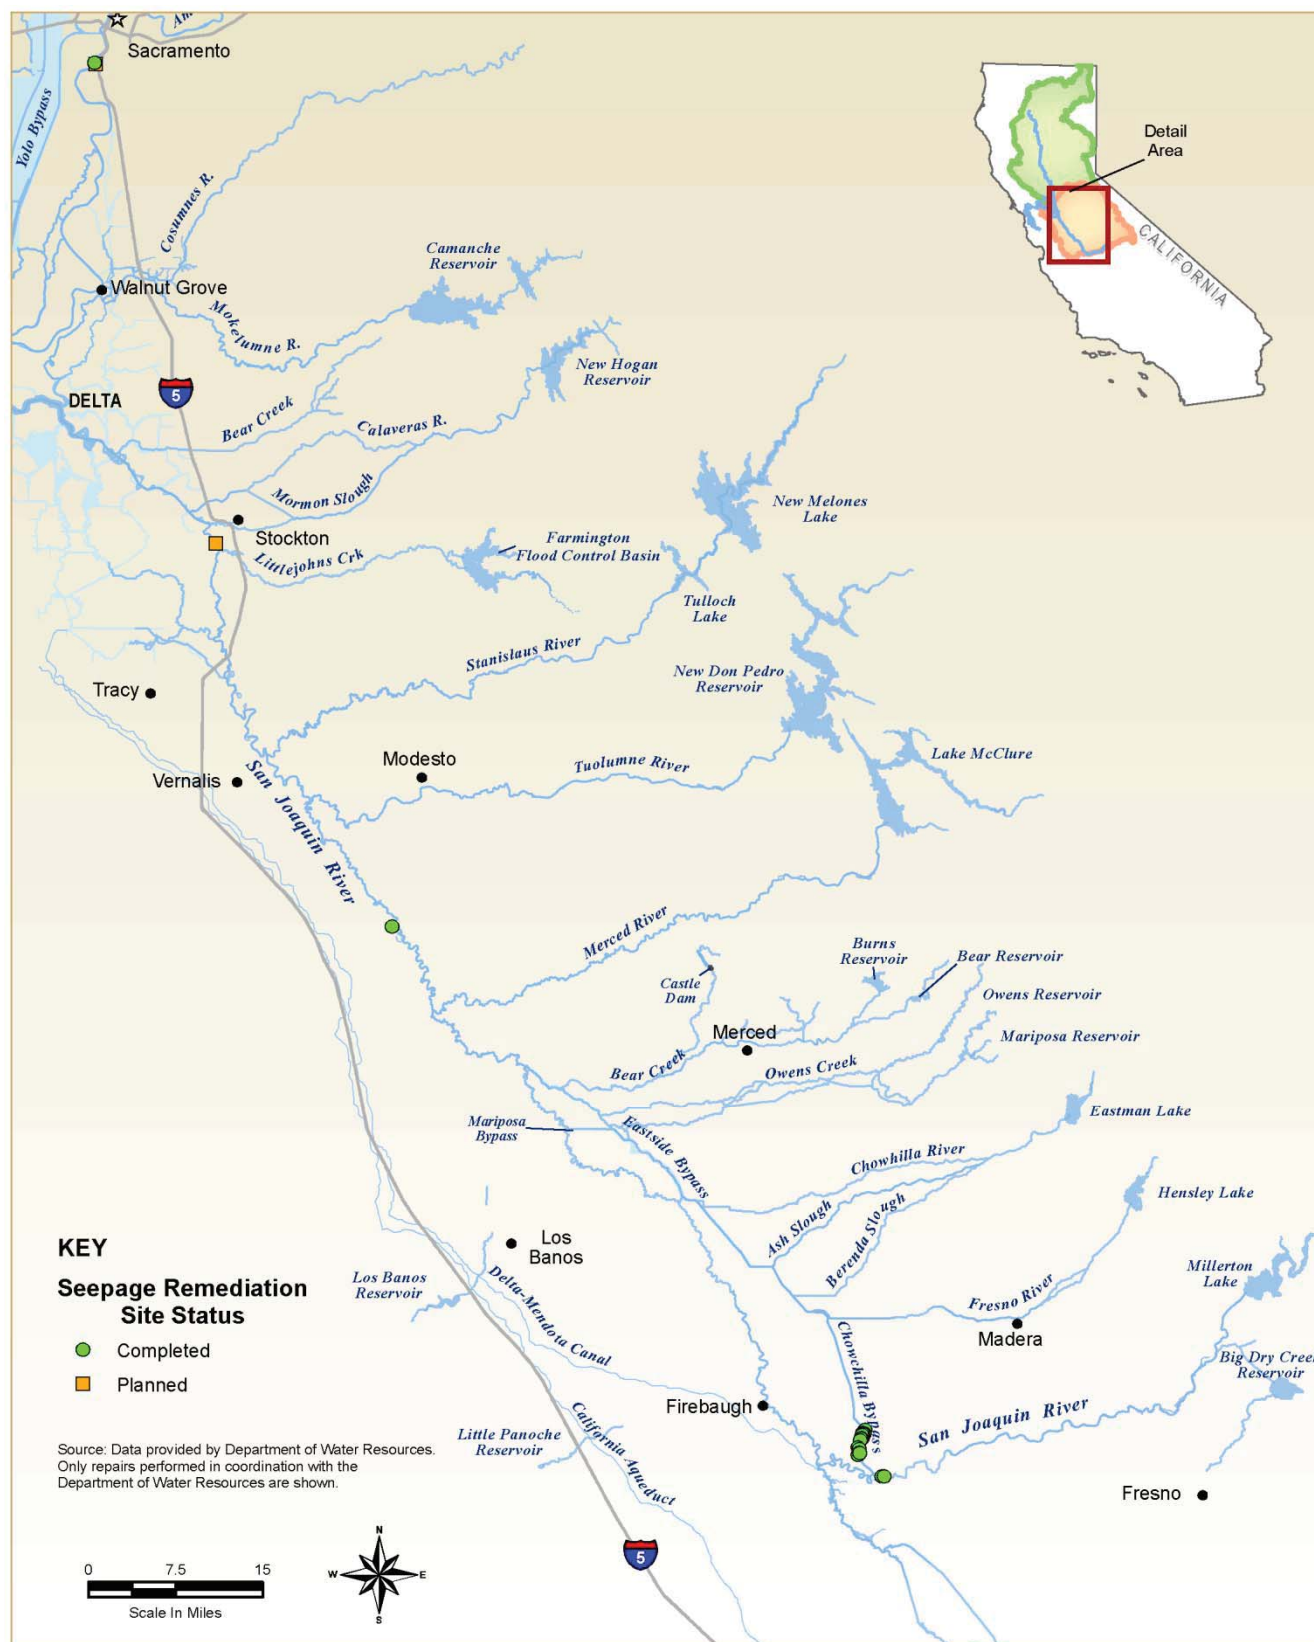 Sacramento
Am
Yolo Bypass
Cosumnes R.
Detail
Area
CALIFORNIA
Camanche
Reservoir
Walnut Grove
Mokelumne R.
New Hogan
Reservoir
5
DELTA
Bear Creek
Calaveras R.
Mormon Slough
New Melones
Lake
Stockton
Farmington
Flood Control Basin
Littlejohns Crk
Tulloch
Lake
Stanislaus River
New Don Pedro
Reservoir
Tracy
Lake McClure
Modesto
Tuolumne River
Vernalis
San Joaquin River
Merced River
Burns
Reservoir
Bear Reservoir
Castle
Dam
Owens Reservoir
Merced
Mariposa Reservoir
Bear Creek
Owens Creek
Mariposa
Bypass
Eastside Bypass
Eastman Lake
Chowhilla River
Hensley Lake
Ash Slough
Berenda Slough
Los
Banos
Los Banos
Reservoir
Delta-Mendota Canal
Millerton
Lake
Fresno River
Madera
Chowchilla Bypass
Big Dry Creek
Reservoir
Firebaugh
San Joaquin River
Little Panoche
Reservoir
California Aqueduct
Fresno
5
KEY
Seepage Remediation
Site Status
Completed
Planned
Source: Data provided by Department of Water Resources.
Only repairs performed in coordination with the
Department of Water Resources are shown.
0 7.5 15
Scale In Miles
N
W E
S